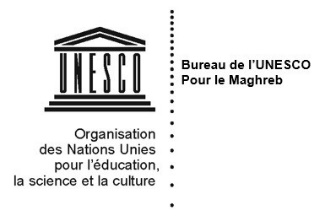 UNESCO
Organisation
des Nations Unies
pour l'éducation,
la science et la culture
Bureau de l'UNESCO
Pour le Maghreb